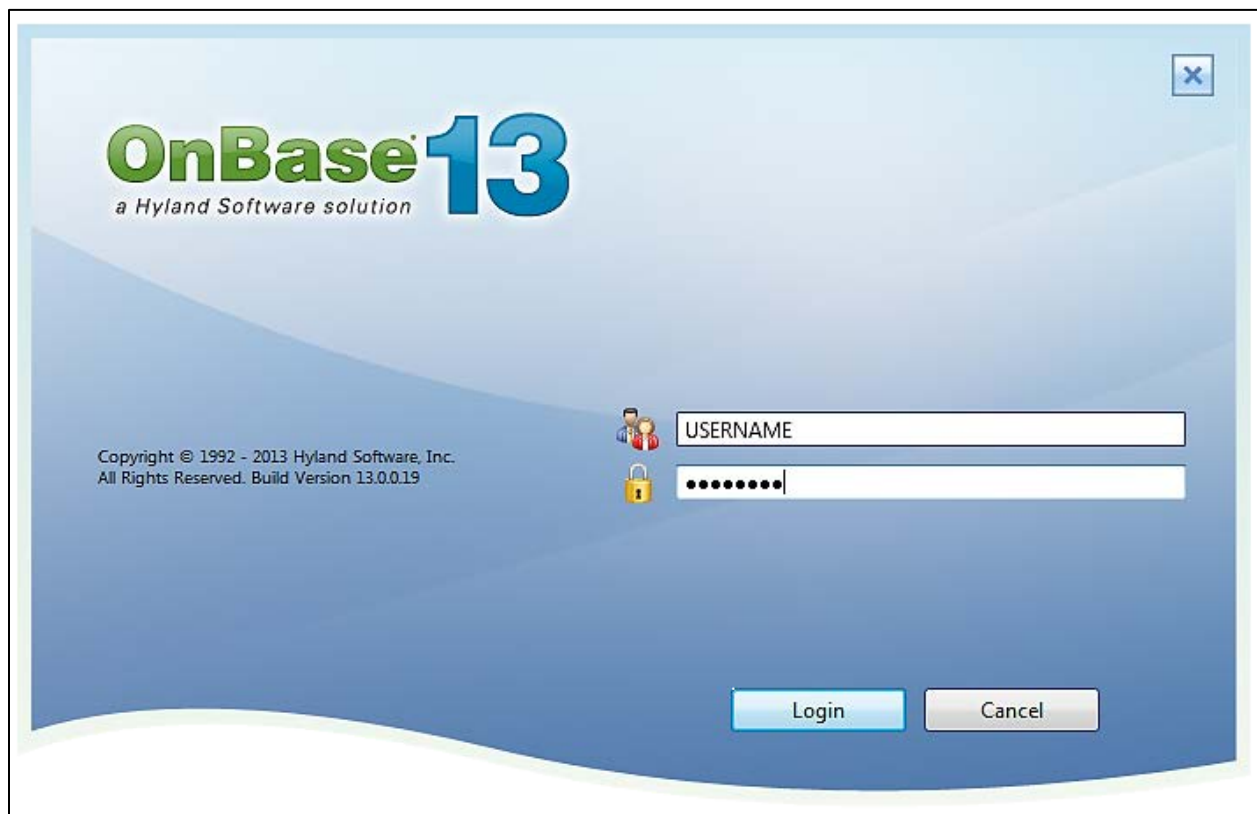 OnBase® 13
a Hyland Software solution
USERNAME
••••••••
Copyright © 1992 - 2013 Hyland Software, Inc.
All Rights Reserved. Build Version 13.0.0.19
Login
Cancel